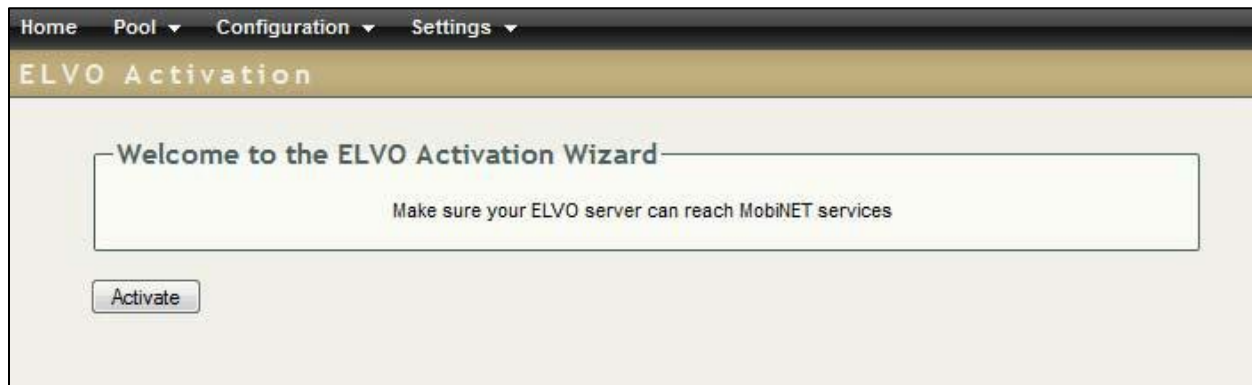 Home Pool Configuration Settings
ELVO Activation
Welcome to the ELVO Activation Wizard
Make sure your ELVO server can reach MobiNET services
Activate